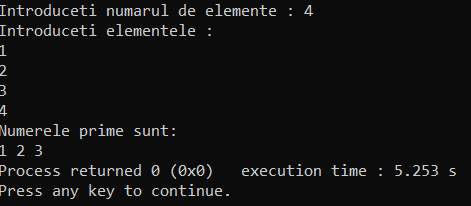 Introduceti numarul de elemente : 4
Introduceti elementele :
1
2
3
4
Numerele prime sunt:
1 2 3
Process returned 0 (0x0)   execution time : 5.253 s
Press any key to continue.